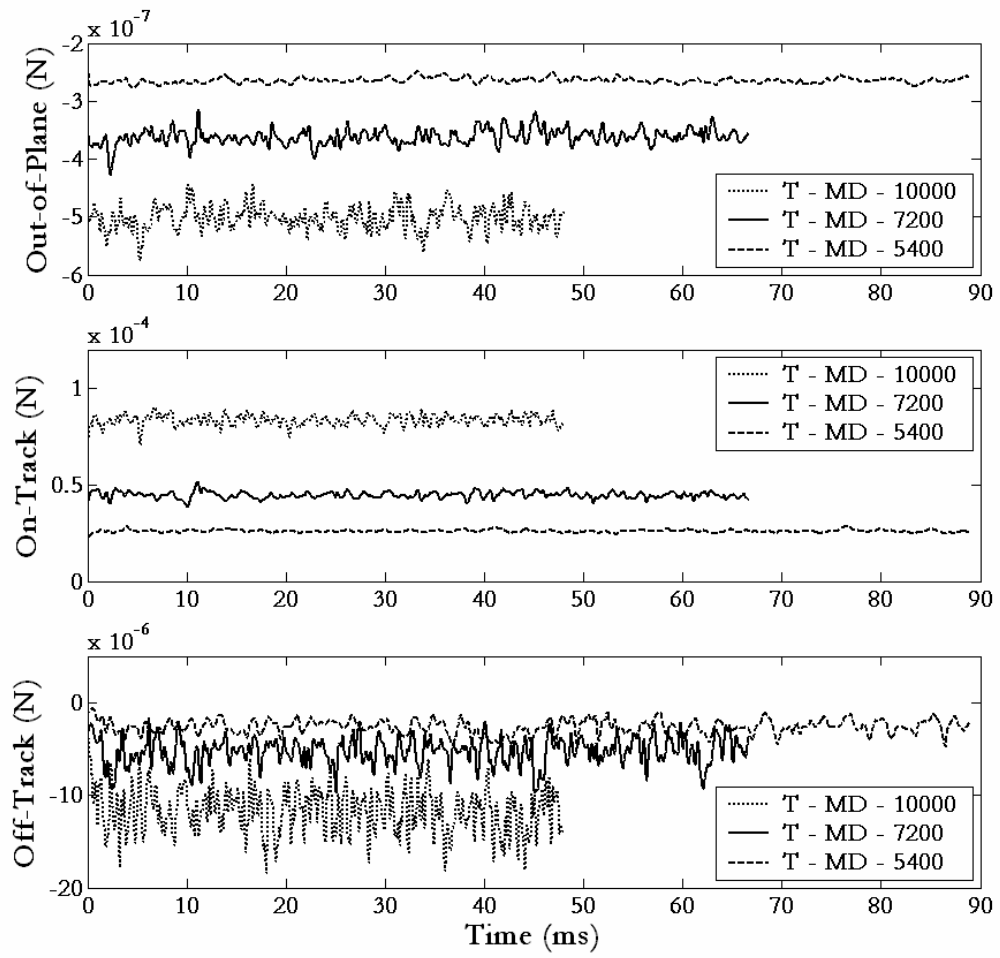 x 10^-7
Out-of-Plane (N)
-2
-3
-4
-5
-6
T - MD - 10000
T - MD - 7200
T - MD - 5400
0 10 20 30 40 50 60 70 80 90
x 10^-4
On-Track (N)
1
0.5
0
T - MD - 10000
T - MD - 7200
T - MD - 5400
0 10 20 30 40 50 60 70 80 90
x 10^-6
Off-Track (N)
0
-10
-20
T - MD - 10000
T - MD - 7200
T - MD - 5400
0 10 20 30 40 50 60 70 80 90
Time (ms)